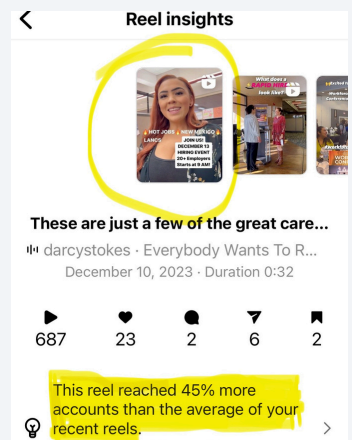 Reel insights
HOT JOBS NEW MEXICO
LANCS
JOIN US!
DECEMBER 13
HIRING EVENT
20+ Employers
Starts @ 9 AM!
What does a
RAPID HIRE
look like?
These are just a few of the great care...
darcystokes · Everybody Wants To R...
December 10, 2023 · Duration 0:32
687
23
2
6
2
This reel reached 45% more
accounts than the average of your
recent reels.